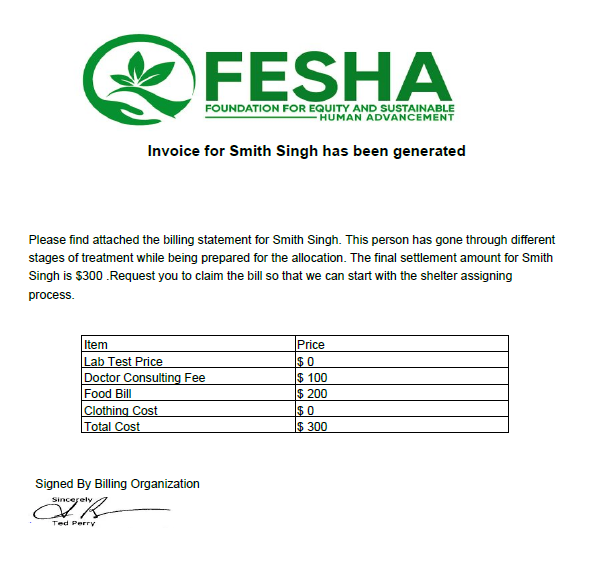 FESHA
FOUNDATION FOR EQUITY AND SUSTAINABLE
HUMAN ADVANCEMENT
Invoice for Smith Singh has been generated
Please find attached the billing statement for Smith Singh. This person has gone through different
stages of treatment while being prepared for the allocation. The final settlement amount for Smith
Singh is $300 .Request you to claim the bill so that we can start with the shelter assigning
process.
Item Price
Lab Test Price $ 0
Doctor Consulting Fee $ 100
Food Bill $ 200
Clothing Cost $ 0
Total Cost $ 300
Signed By Billing Organization
Sincerely
Ted Perry